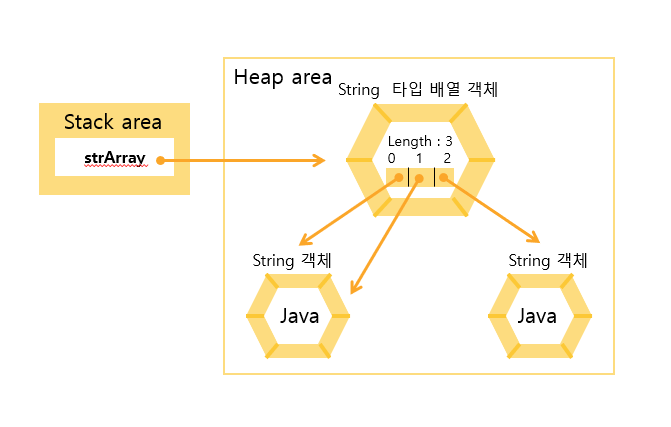 Heap area
String 타입 배열 객체
Stack area
strArray
Length : 3
0 1 2
String 객체
String 객체
Java
Java